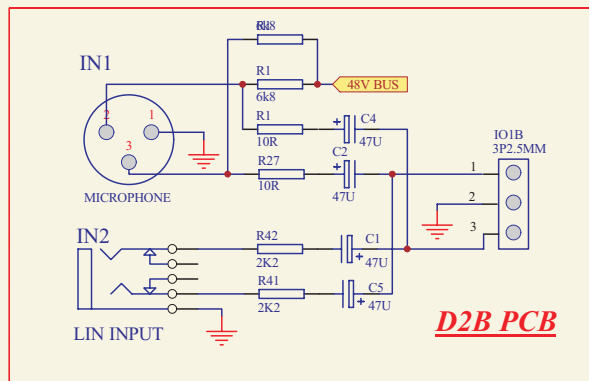 6k8
IN1
R1
48V BUS
6k8
2
1
R1
C4
+
10R
47U
IO1B
3P2.5MM
3
R27
C2
+
1
MICROPHONE
10R
47U
2
3
IN2
R42
C1
2K2
+
47U
R41
C5
2K2
+
47U
LIN INPUT
D2B PCB